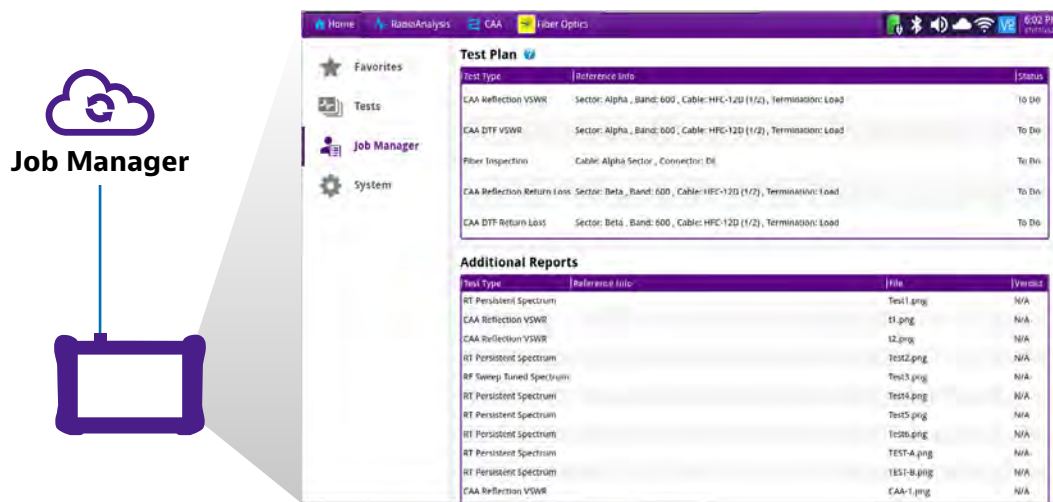 Home RadioAnalysis CAA Fiber Optics VP 6:02 PM
Job Manager
Favorites
Tests
Job Manager
System
Test Plan ?
Test Type Reference Info Status
CAA Reflection VSWR Sector: Alpha , Band: 600 , Cable: HFC-12D (1/2) , Termination: Load To Do
CAA DTF VSWR Sector: Alpha , Band: 600 , Cable: HFC-12D (1/2) , Termination: Load To Do
Fiber Inspection Cable: Alpha Sector , Connector: To Do
CAA Reflection Return Loss Sector: Beta , Band: 600 , Cable: HFC-12D (1/2) , Termination: Load To Do
CAA DTF Return Loss Sector: Beta , Band: 600 , Cable: HFC-12D (1/2) , Termination: Load To Do
Additional Reports
Test Type Reference Info File Verdict
RT Persistent Spectrum Test1.png N/A
CAA Reflection VSWR t1.png N/A
CAA Reflection VSWR t2.png N/A
RT Persistent Spectrum Test2.png N/A
RF Sweep Tuned Spectrum Test3.png N/A
RT Persistent Spectrum Test4.png N/A
RT Persistent Spectrum Test5.png N/A
RT Persistent Spectrum Test6.png N/A
RT Persistent Spectrum TEST-A.png N/A
RT Persistent Spectrum TEST-B.png N/A
CAA Reflection VSWR CAA-1.png N/A